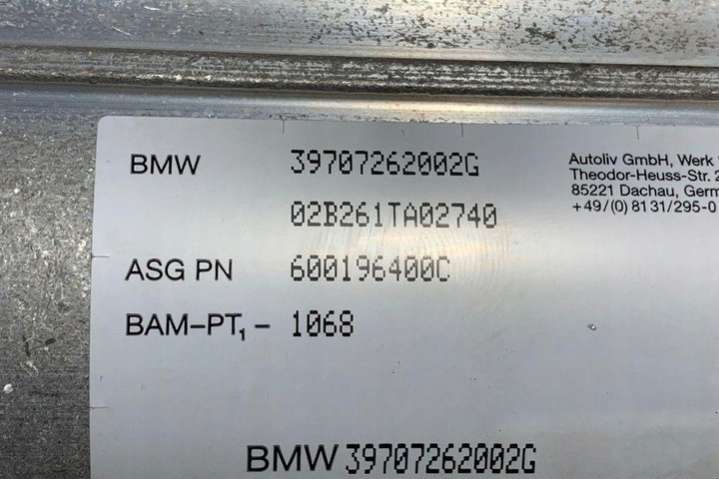 BMW 39707262002G
02B261TA02740
ASG PN 600196400C
BAM-PT₁ - 1068
Autoliv GmbH, Werk
Theodor-Heuss-Str. 2
85221 Dachau, Germ
+49/(0) 8131/295-0
BMW 39707262002G